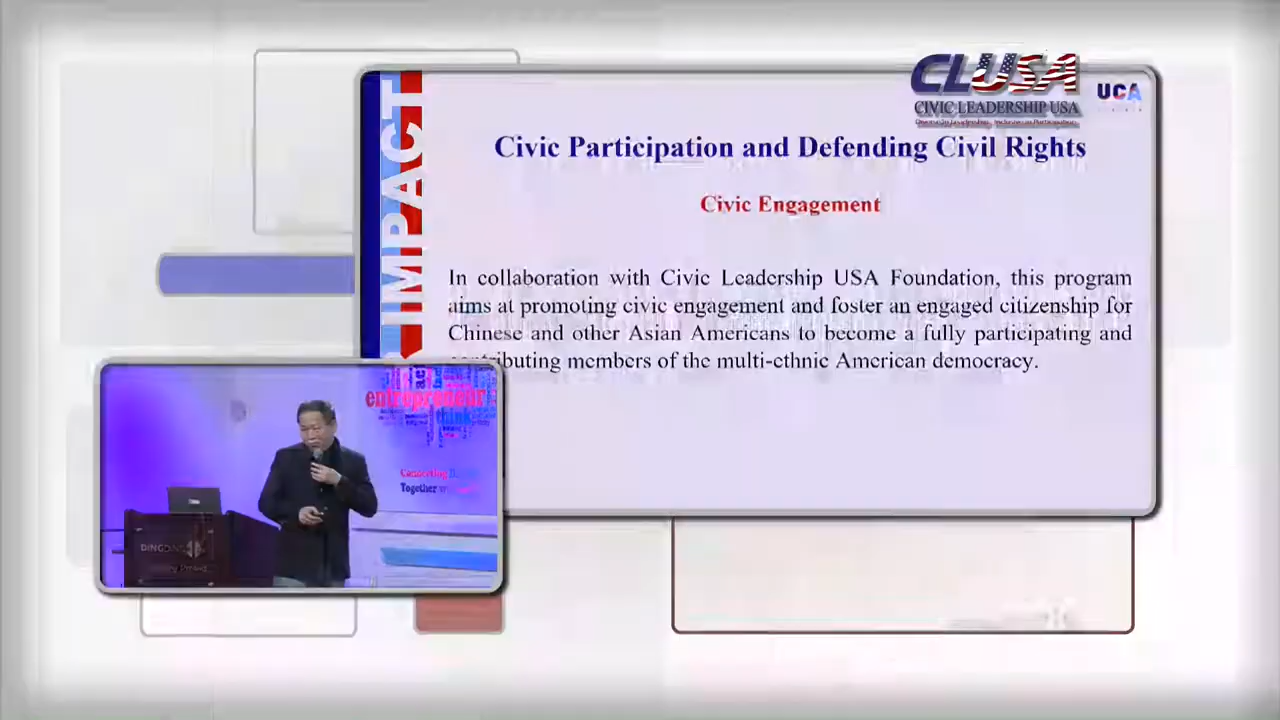 CLUSA
CIVIC LEADERSHIP USA
UCA
IMPACT
Civic Participation and Defending Civil Rights
Civic Engagement
In collaboration with Civic Leadership USA Foundation, this program
aims at promoting civic engagement and foster an engaged citizenship for
Chinese and other Asian Americans to become a fully participating and
contributing members of the multi-ethnic American democracy.
entrepreneur
think
Connecting
Together